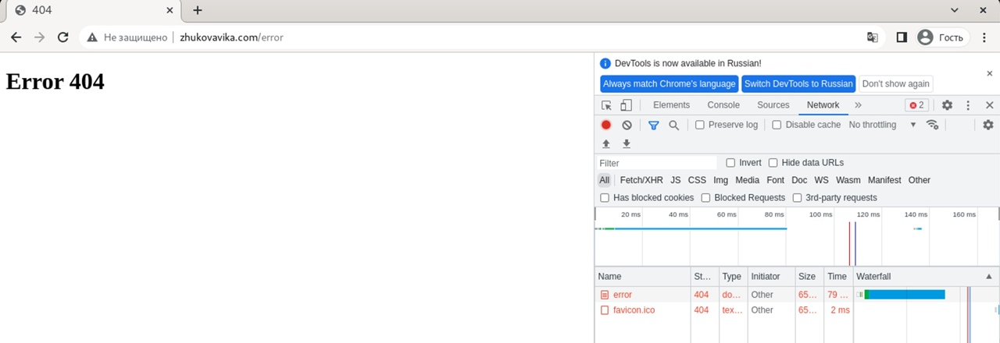 404
Не защищено zhukovavika.com/error Гость
Error 404
DevTools is now available in Russian!
Always match Chrome's language Switch DevTools to Russian Don't show again
Elements Console Sources Network 2
Preserve log Disable cache No throttling
Filter Invert Hide data URLs
All Fetch/XHR JS CSS Img Media Font Doc WS Wasm Manifest Other
Has blocked cookies Blocked Requests 3rd-party requests
20 ms 40 ms 60 ms 80 ms 100 ms 120 ms 140 ms 160 ms
Name St... Type Initiator Size Time Waterfall
error 404 do... Other 65... 79 ...
favicon.ico 404 tex... Other 65... 2 ms